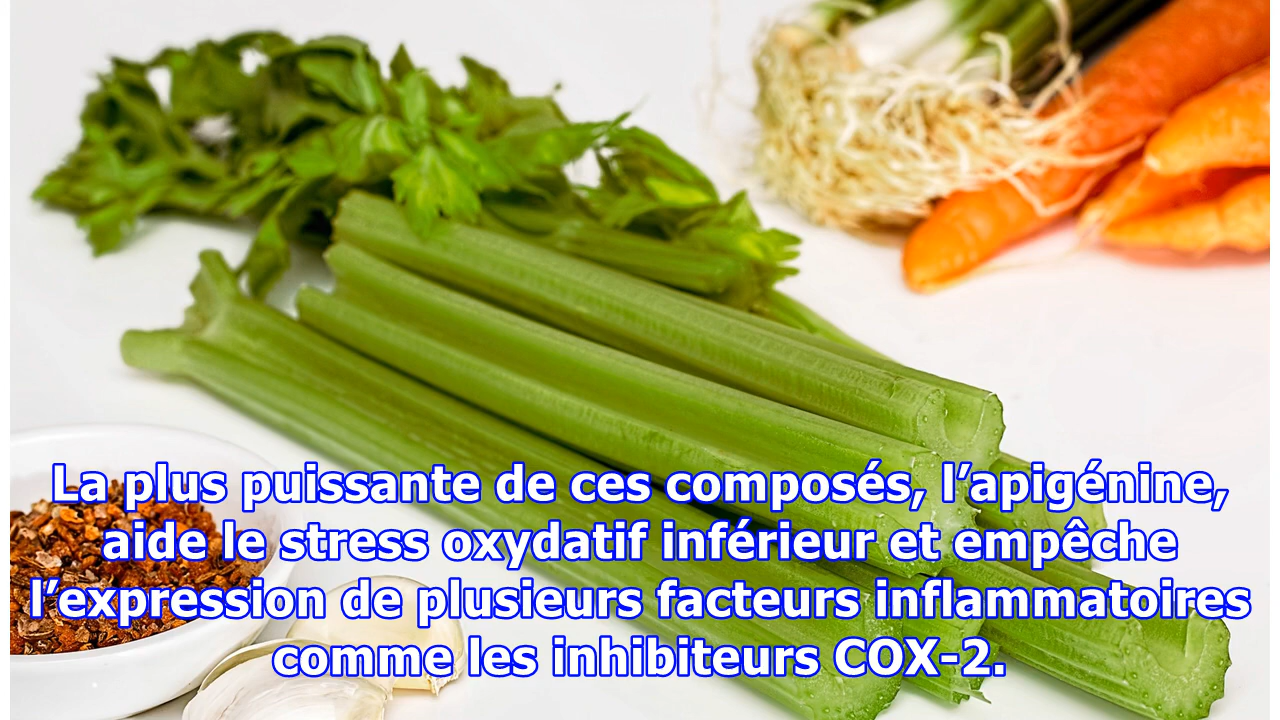 La plus puissante de ces composés, l’apigénine,
aide le stress oxydatif inférieur et empêche
l’expression de plusieurs facteurs inflammatoires
comme les inhibiteurs COX-2.